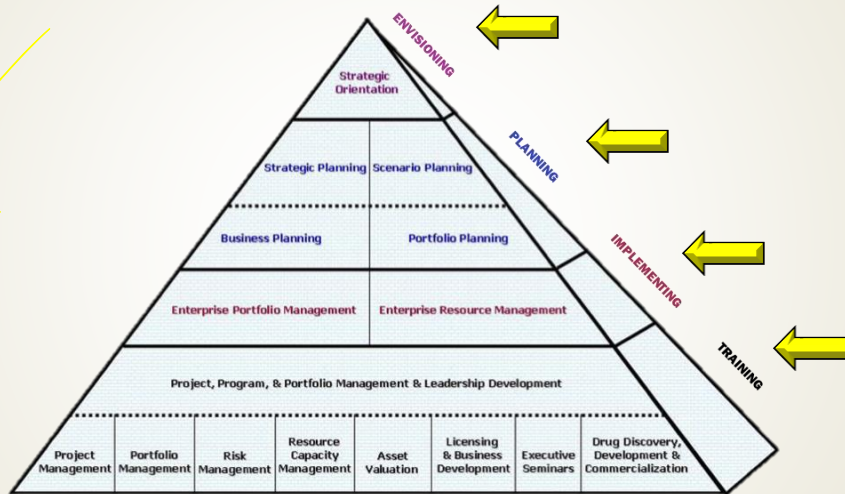 ENVISIONING
Strategic
Orientation
PLANNING
Strategic Planning
Scenario Planning
Business Planning
Portfolio Planning
IMPLEMENTING
Enterprise Portfolio Management
Enterprise Resource Management
TRAINING
Project, Program, & Portfolio Management & Leadership Development
Project
Management
Portfolio
Management
Risk
Management
Resource
Capacity
Management
Asset
Valuation
Licensing
& Business
Development
Executive
Seminars
Drug Discovery,
Development &
Commercialization